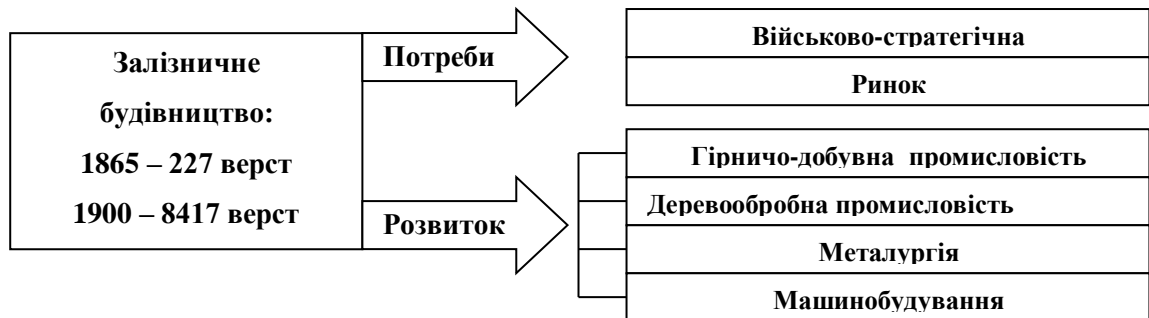 Залізничне
будівництво:
1865 – 227 верст
1900 – 8417 верст
Потреби
Військово-стратегічна
Ринок
Розвиток
Гірничо-добувна промисловість
Деревообробна промисловість
Металургія
Машинобудування